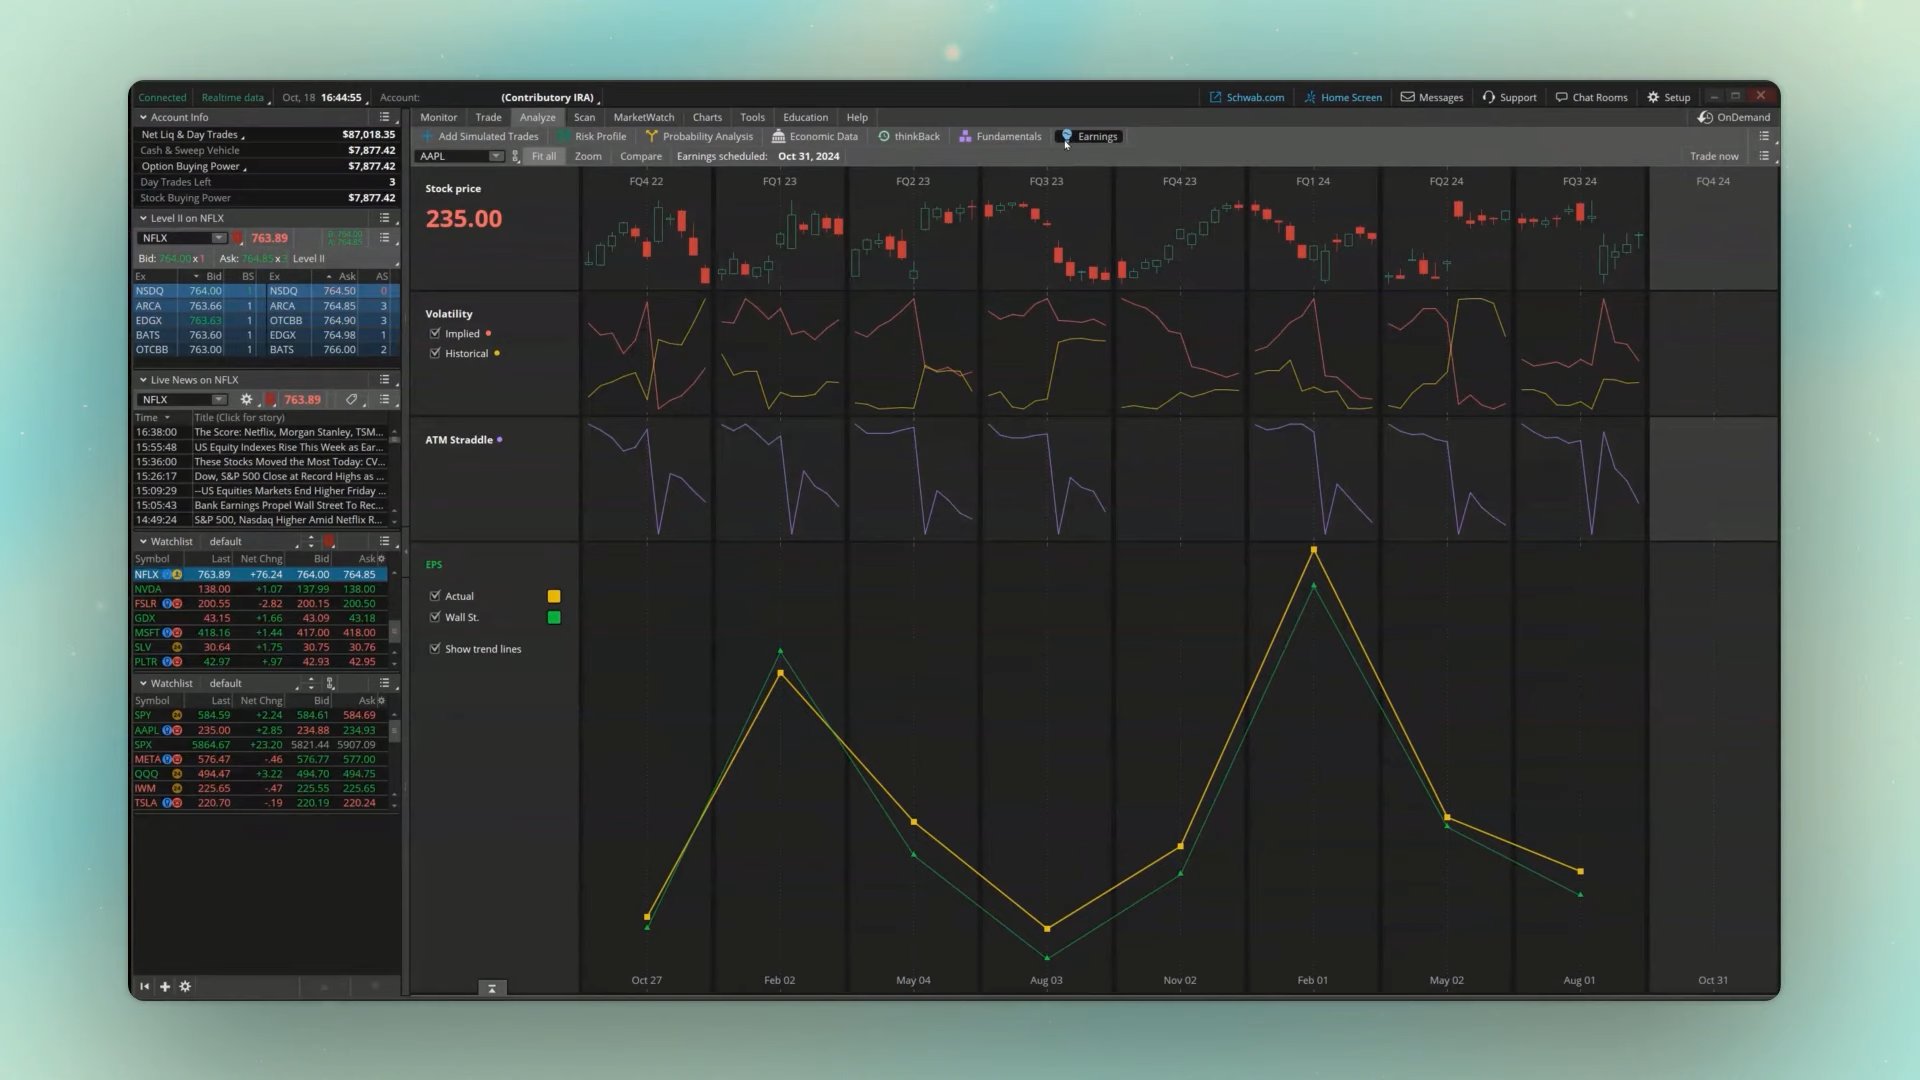 Connected Realtime data Oct, 18 16:44:55 Account: (Contributory IRA) Schwab.com Home Screen Messages Support Chat Rooms Setup
Account Info
Net Liq & Day Trades $87,018.35
Cash & Sweep Vehicle $7,877.42
Option Buying Power $7,877.42
Day Trades Left 3
Stock Buying Power $7,877.42
Level II on NFLX
NFLX 763.89 B: 764.00 A: 764.85
Bid: 764.00 x 1 Ask: 764.85 x Level II
Ex Bid BS Ex Ask AS
NSDQ 764.00 1 NSDQ 764.50 0
ARCA 763.66 1 ARCA 764.85 3
EDGX 763.63 1 OTCBB 764.90 3
BATS 763.60 1 EDGX 764.98 1
OTCBB 763.00 1 BATS 766.00 2
Live News on NFLX
NFLX 763.89
Time Title (Click for story)
16:38:00 The Score: Netflix, Morgan Stanley, TSM...
15:55:48 US Equity Indexes Rise This Week as Ear...
15:36:00 These Stocks Moved the Most Today: CV...
15:26:17 Dow, S&P 500 Close at Record Highs as ...
15:09:29 --US Equities Markets End Higher Friday ...
15:05:43 Bank Earnings Propel Wall Street To Rec...
14:49:24 S&P 500, Nasdaq Higher Amid Netflix R...
Watchlist default
Symbol Last Net Chng Bid Ask
NFLX 763.89 +76.24 764.00 764.85
NVDA 138.00 +1.07 137.99 138.00
FSLR 200.55 -2.82 200.15 200.50
GDX 43.15 +1.66 43.09 43.18
MSFT 418.16 +1.44 417.00 418.00
SLV 30.64 +1.75 30.75 30.76
PLTR 42.97 +.97 42.93 42.95
Watchlist default
Symbol Last Net Chng Bid Ask
SPY 584.59 +2.24 584.61 584.69
AAPL 235.00 +2.85 234.88 234.93
SPX 5864.67 +23.20 5821.44 5907.09
META 576.47 -.46 576.77 577.00
QQQ 494.47 +3.22 494.70 494.75
IWM 225.65 -.47 225.55 225.65
TSLA 220.70 -.19 220.19 220.24
Monitor Trade Analyze Scan MarketWatch Charts Tools Education Help OnDemand
Add Simulated Trades Risk Profile Probability Analysis Economic Data thinkBack Fundamentals Earnings
AAPL Fit all Zoom Compare Earnings scheduled: Oct 31, 2024 Trade now
FQ4 22 FQ1 23 FQ2 23 FQ3 23 FQ4 23 FQ1 24 FQ2 24 FQ3 24 FQ4 24
Stock price
235.00
Volatility
Implied
Historical
ATM Straddle
EPS
Actual
Wall St.
Show trend lines
Oct 27 Feb 02 May 04 Aug 03 Nov 02 Feb 01 May 02 Aug 01 Oct 31